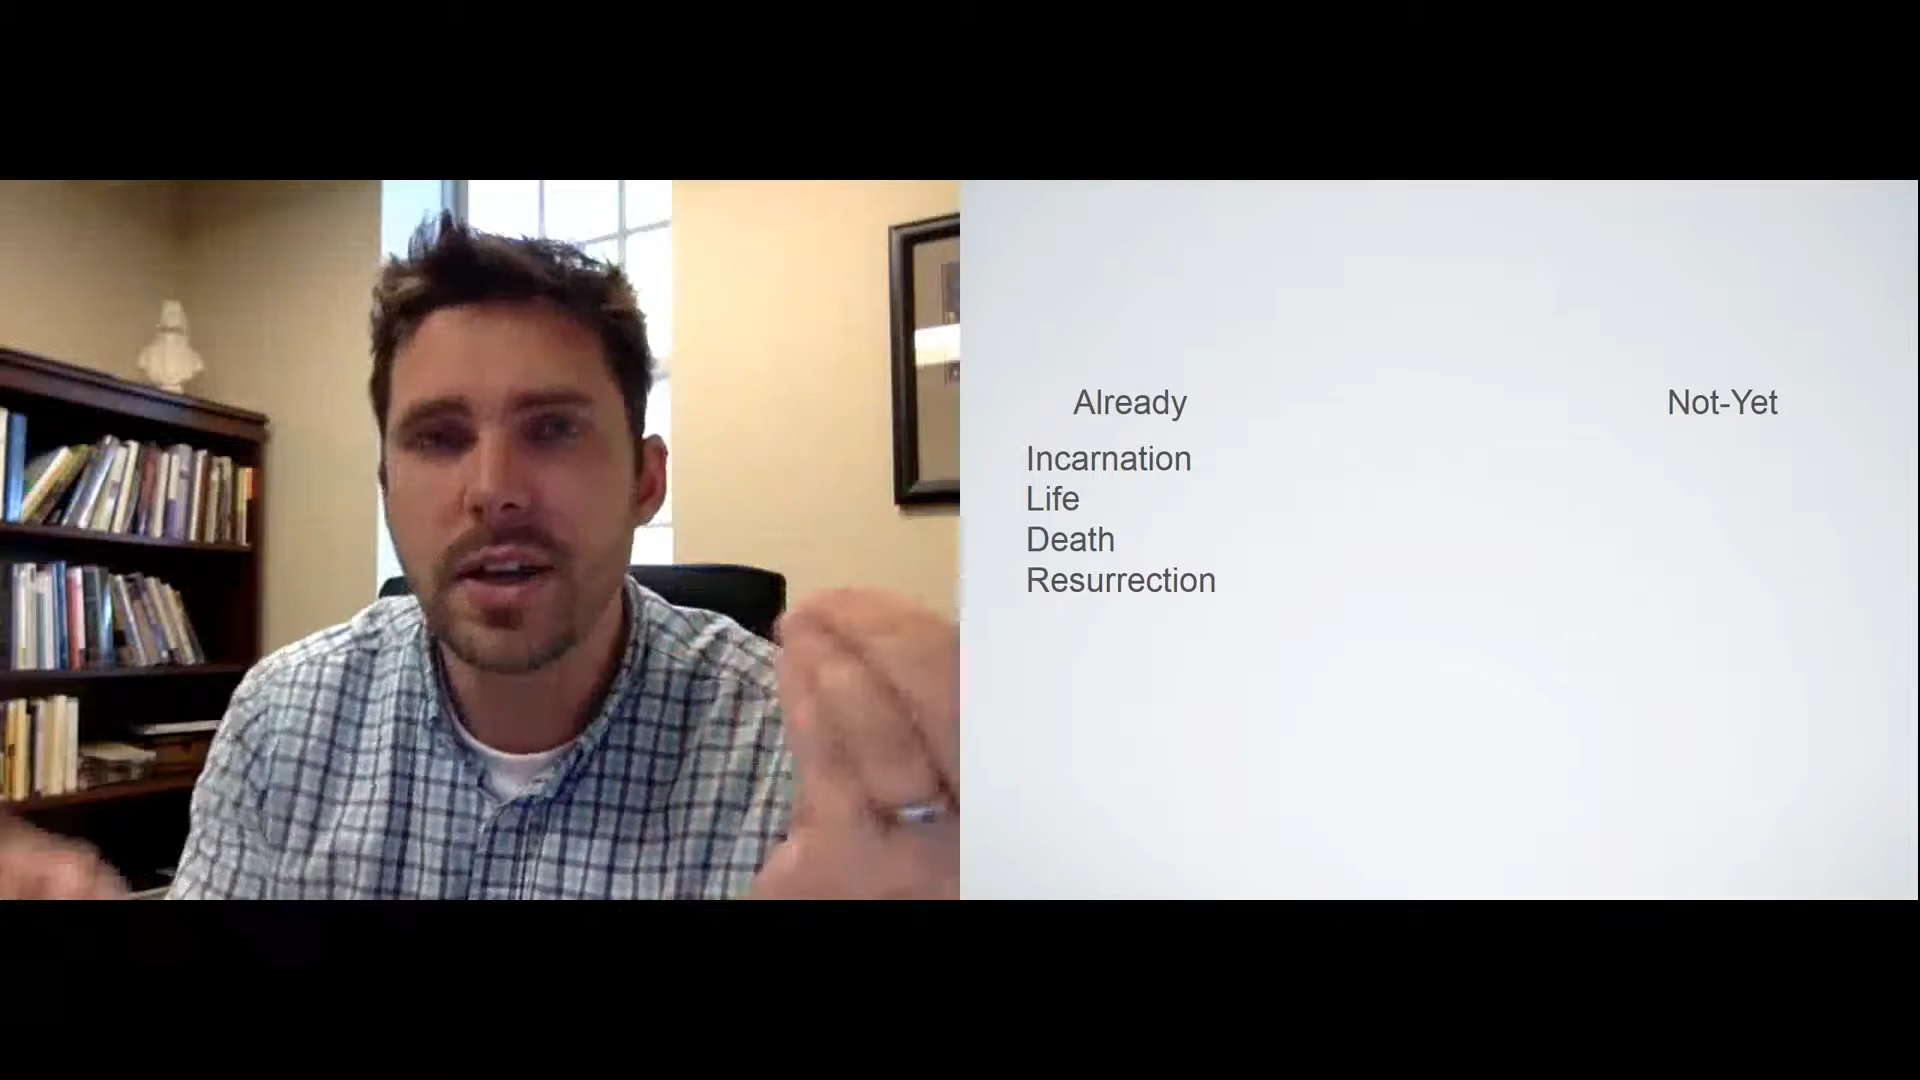 Already Not-Yet
Incarnation
Life
Death
Resurrection